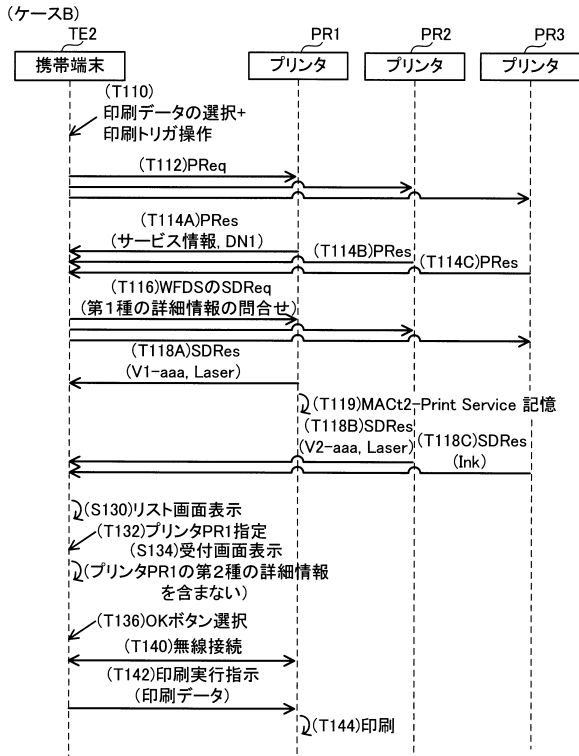 (ケースB)
TE2
PR1
PR2
PR3
携帯端末
プリンタ
プリンタ
プリンタ
(T110)
印刷データの選択+
印刷トリガ操作
(T112)PReq
(T114A)PRes
(サービス情報, DN1)
(T114B)PRes
(T114C)PRes
(T116)WFDSのSDReq
(第1種の詳細情報の問合せ)
(T118A)SDRes
(V1-aaa, Laser)
(T119)MACt2-Print Service 記憶
(T118B)SDRes
(V2-aaa, Laser)
(T118C)SDRes
(Ink)
(S130)リスト画面表示
(T132)プリンタPR1指定
(S134)受付画面表示
(プリンタPR1の第2種の詳細情報
を含まない)
(T136)OKボタン選択
(T140)無線接続
(T142)印刷実行指示
(印刷データ)
(T144)印刷